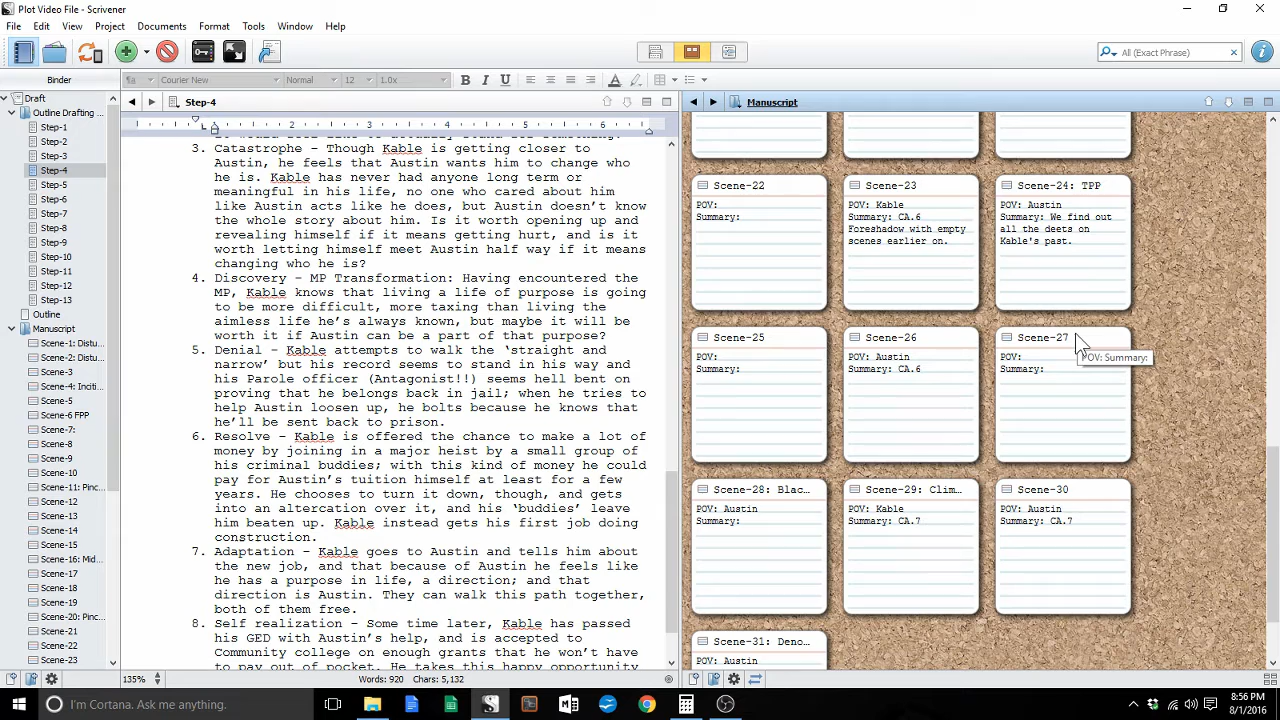 Plot Video File - Scrivener
File Edit View Project Documents Format Tools Window Help
All (Exact Phrase)
Binder
Courier New Normal 12 1.0x B I U A
Draft
Outline Drafting ...
Step-1
Step-2
Step-3
Step-4
Step-5
Step-6
Step-7
Step-8
Step-9
Step-10
Step-11
Step-12
Step-13
Outline
Manuscript
Scene-1: Distu...
Scene-2: Distu...
Scene-3
Scene-4: Inciti...
Scene-5
Scene-6 FPP
Scene-7:
Scene-8
Scene-9
Scene-10
Scene-11: Pinc...
Scene-12
Scene-13
Scene-14
Scene-15
Scene-16: Mid...
Scene-17
Scene-18
Scene-19
Scene-20: Pinc...
Scene-21
Scene-22
Scene-23
Step-4
2 3 4 5 6
3. Catastrophe - Though Kable is getting closer to
Austin, he feels that Austin wants him to change who
he is. Kable has never had anyone long term or
meaningful in his life, no one who cared about him
like Austin acts like he does, but Austin doesn't know
the whole story about him. Is it worth opening up and
revealing himself if it means getting hurt, and is it
worth letting himself meet Austin half way if it means
changing who he is?
4. Discovery - MP Transformation: Having encountered the
MP, Kable knows that living a life of purpose is going
to be more difficult, more taxing than living the
aimless life he's always known, but maybe it will be
worth it if Austin can be a part of that purpose?
5. Denial - Kable attempts to walk the 'straight and
narrow' but his record seems to stand in his way and
his Parole officer (Antagonist!!) seems hell bent on
proving that he belongs back in jail; when he tries to
help Austin loosen up, he bolts because he knows that
he'll be sent back to prison.
6. Resolve - Kable is offered the chance to make a lot of
money by joining in a major heist by a small group of
his criminal buddies; with this kind of money he could
pay for Austin's tuition himself at least for a few
years. He chooses to turn it down, though, and gets
into an altercation over it, and his 'buddies' leave
him beaten up. Kable instead gets his first job doing
construction.
7. Adaptation - Kable goes to Austin and tells him about
the new job, and that because of Austin he feels like
he has a purpose in life, a direction; and that
direction is Austin. They can walk this path together,
both of them free.
8. Self realization - Some time later, Kable has passed
his GED with Austin's help, and is accepted to
Community college on enough grants that he won't have
to pay out of pocket. He takes this happy opportunity
135% Words: 920 Chars: 5,132
Manuscript
Scene-22
POV:
Summary:
Scene-23
POV: Kable
Summary: CA.6
Foreshadow with empty
scenes earlier on.
Scene-24: TPP
POV: Austin
Summary: We find out
all the deets on
Kable's past.
Scene-25
POV:
Summary:
Scene-26
POV: Austin
Summary: CA.6
Scene-27
POV:
Summary:
POV: Summary:
Scene-28: Blac...
POV: Austin
Summary:
Scene-29: Clim...
POV: Kable
Summary: CA.7
Scene-30
POV: Austin
Summary: CA.7
Scene-31: Deno...
POV: Austin
I'm Cortana. Ask me anything.
8:56 PM
8/1/2016